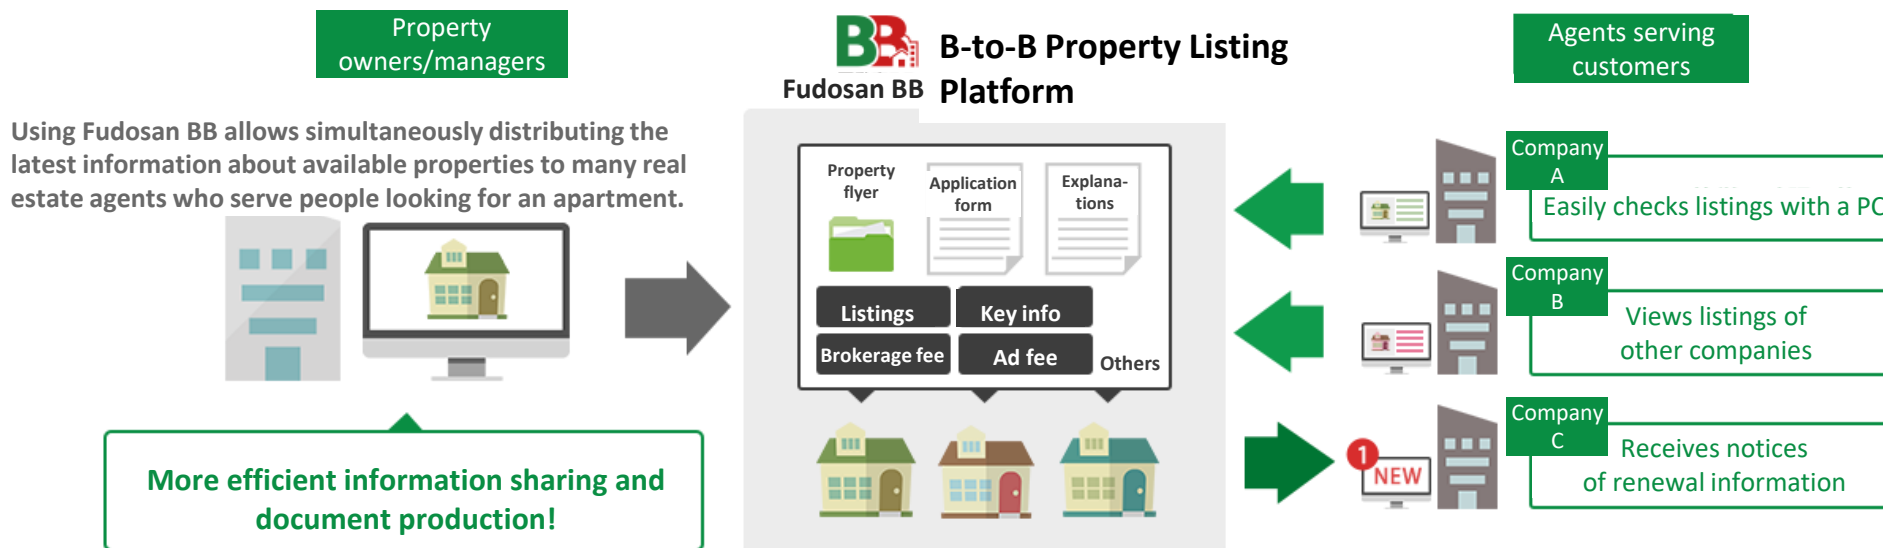 Property
owners/managers
Using Fudosan BB allows simultaneously distributing the
latest information about available properties to many real
estate agents who serve people looking for an apartment.
More efficient information sharing and
document production!
BB
Fudosan BB
B-to-B Property Listing
Platform
Property
flyer
Application
form
Explana-
tions
Listings
Key info
Brokerage fee
Ad fee
Others
Agents serving
customers
Company
A
Easily checks listings with a PC
Company
B
Views listings of
other companies
Company
C
Receives notices
of renewal information
1
NEW